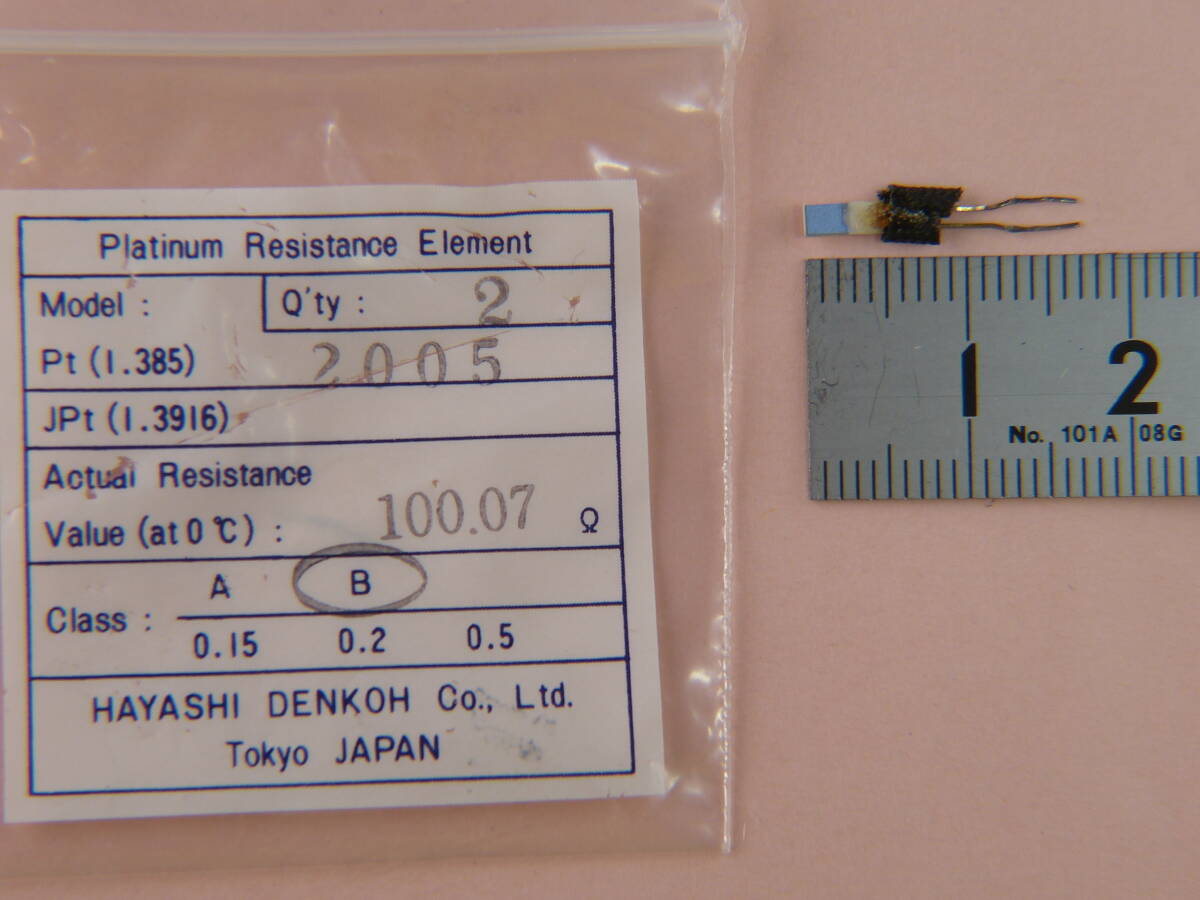 Platinum Resistance Element
Model : Q'ty : 2
Pt (1.385) 2005
JPt (1.3916)
Actual Resistance
Value (at 0 ℃) : 100.07 Ω
A B
Class :
0.15 0.2 0.5
HAYASHI DENKOH Co., Ltd.
Tokyo JAPAN
1 2
No. 101A 08G